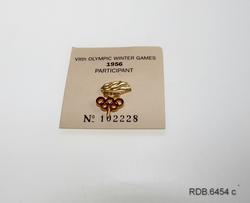 VIIth OLYMPIC WINTER GAMES
1956
PARTICIPANT
No 102228
RDB.6454 c